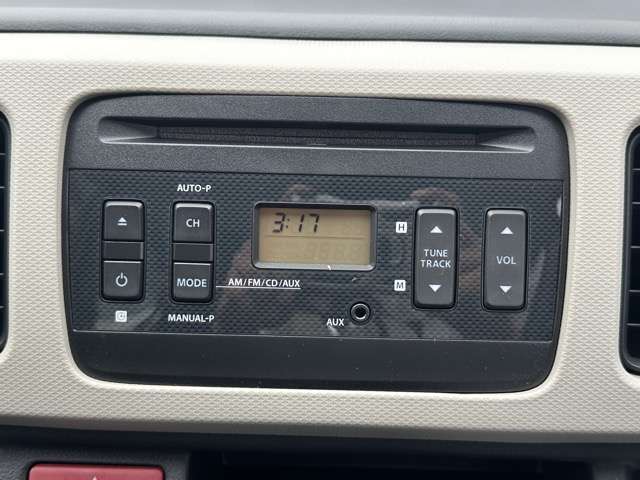 AUTO-P
CH
MODE
AM/FM/CD/AUX
MANUAL-P
3:17
AUX
H
M
TUNE
TRACK
VOL